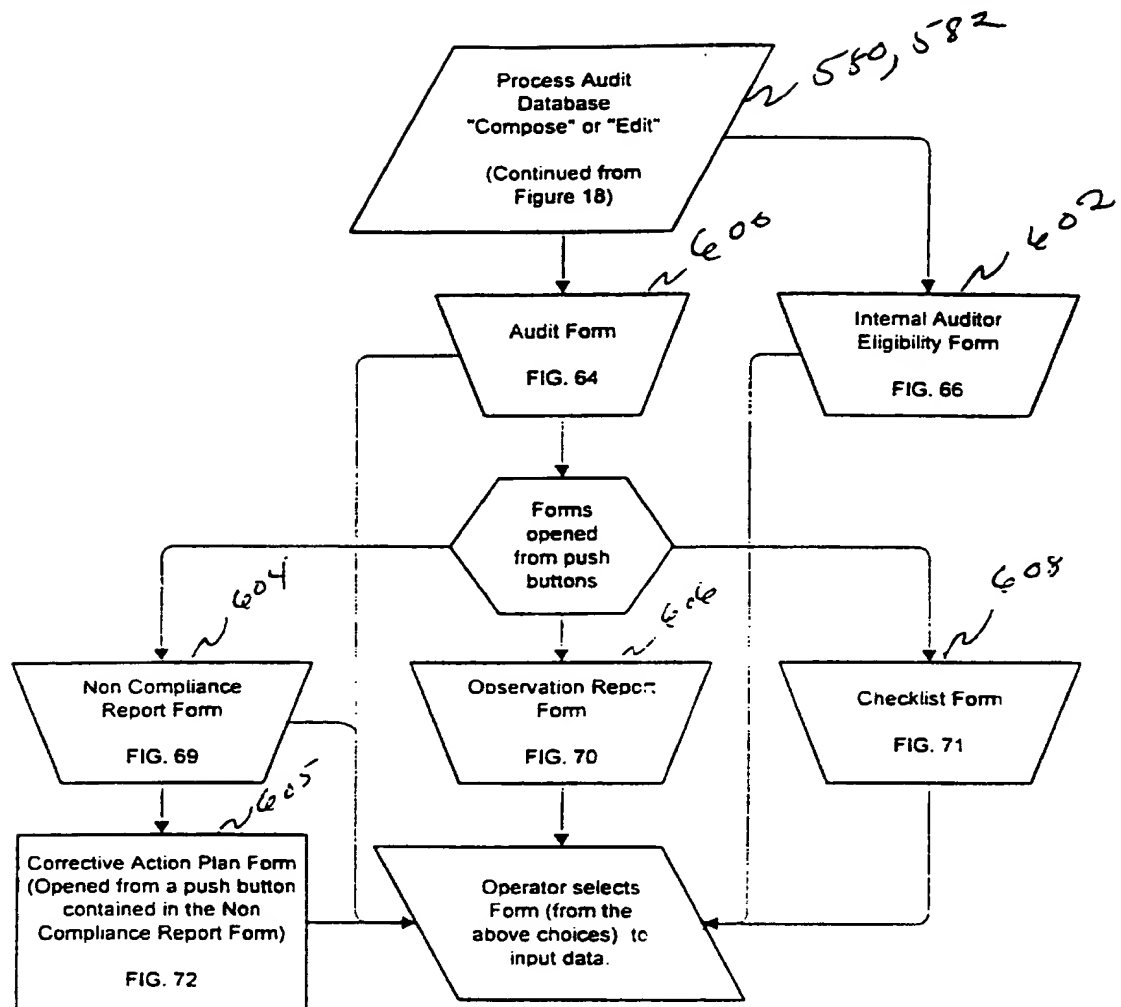 Process Audit
Database
"Compose" or "Edit"
(Continued from
Figure 18)
550, 582
600
602
Audit Form
FIG. 64
Internal Auditor
Eligibility Form
FIG. 66
Forms
opened
from push
buttons
604
606
608
Non Compliance
Report Form
FIG. 69
Observation Report
Form
FIG. 70
Checklist Form
FIG. 71
605
Corrective Action Plan Form
(Opened from a push button
contained in the Non
Compliance Report Form)
FIG. 72
Operator selects
Form (from the
above choices) to
input data.